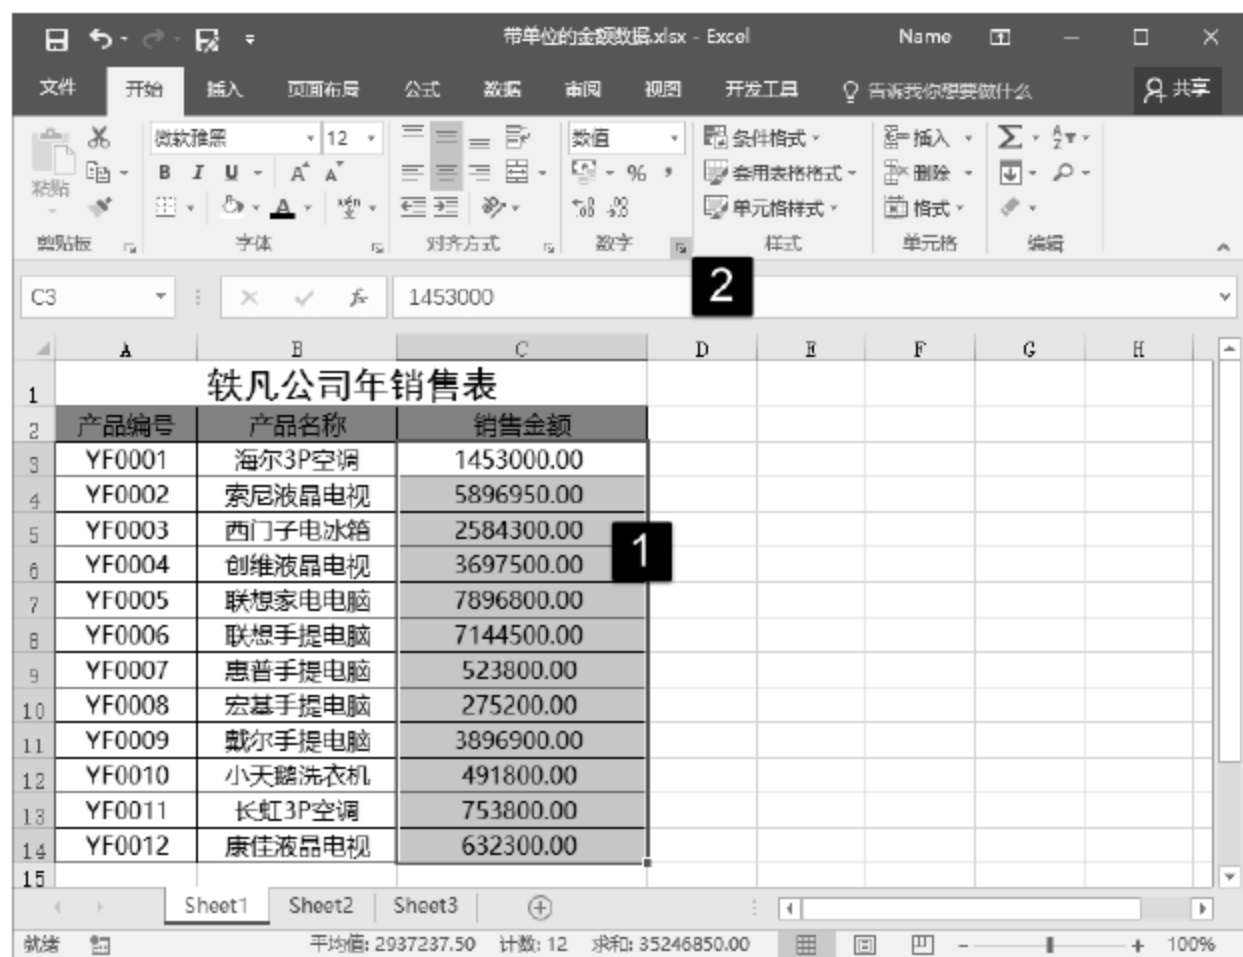 带单位的金额数据.xlsx - Excel Name
文件 开始 插入 页面布局 公式 数据 审阅 视图 开发工具 告诉我你想要做什么 共享
微软雅黑 12 数值 条件格式 插入 Σ
粘贴 B I U A A % 套用表格格式 删除
A wén 文 单元格样式 格式
剪贴板 字体 对齐方式 数字 样式 单元格 编辑
2
C3 fx 1453000
A B C D E F G H
1 轶凡公司年销售表
2 产品编号 产品名称 销售金额
3 YF0001 海尔3P空调 1453000.00
4 YF0002 索尼液晶电视 5896950.00
5 YF0003 西门子电冰箱 2584300.00
1
6 YF0004 创维液晶电视 3697500.00
7 YF0005 联想家电电脑 7896800.00
8 YF0006 联想手提电脑 7144500.00
9 YF0007 惠普手提电脑 523800.00
10 YF0008 宏基手提电脑 275200.00
11 YF0009 戴尔手提电脑 3896900.00
12 YF0010 小天鹅洗衣机 491800.00
13 YF0011 长虹3P空调 753800.00
14 YF0012 康佳液晶电视 632300.00
15
Sheet1 Sheet2 Sheet3
就绪 平均值: 2937237.50 计数: 12 求和: 35246850.00 100%